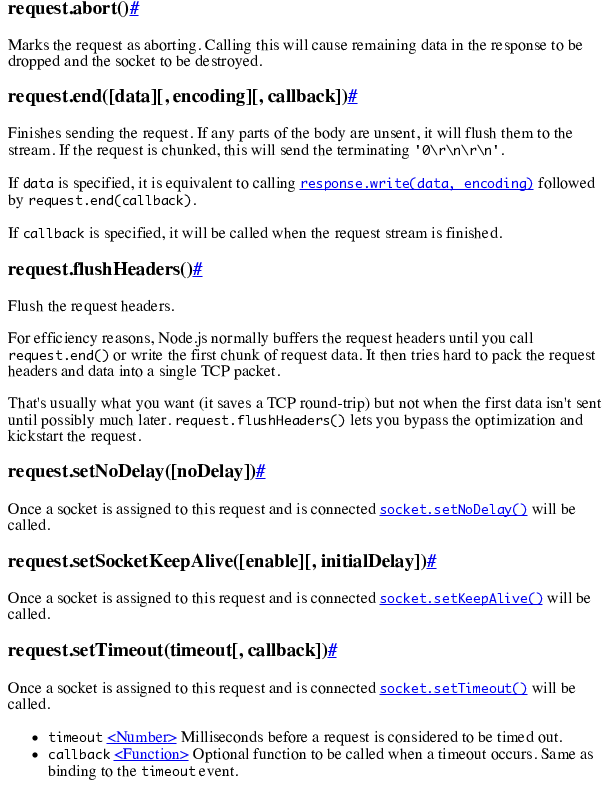 request.abort()#
Marks the request as aborting. Calling this will cause remaining data in the response to be
dropped and the socket to be destroyed.
request.end([data][, encoding][, callback])#
Finishes sending the request. If any parts of the body are unsent, it will flush them to the
stream. If the request is chunked, this will send the terminating '0\r\n\r\n'.
If data is specified, it is equivalent to calling response.write(data, encoding) followed
by request.end(callback).
If callback is specified, it will be called when the request stream is finished.
request.flushHeaders()#
Flush the request headers.
For efficiency reasons, Node.js normally buffers the request headers until you call
request.end() or write the first chunk of request data. It then tries hard to pack the request
headers and data into a single TCP packet.
That's usually what you want (it saves a TCP round-trip) but not when the first data isn't sent
until possibly much later. request.flushHeaders() lets you bypass the optimization and
kickstart the request.
request.setNoDelay([noDelay])#
Once a socket is assigned to this request and is connected socket.setNoDelay() will be
called.
request.setSocketKeepAlive([enable][, initialDelay])#
Once a socket is assigned to this request and is connected socket.setKeepAlive() will be
called.
request.setTimeout(timeout[, callback])#
Once a socket is assigned to this request and is connected socket.setTimeout() will be
called.
• timeout <Number> Milliseconds before a request is considered to be timed out.
• callback <Function> Optional function to be called when a timeout occurs. Same as
binding to the timeout event.